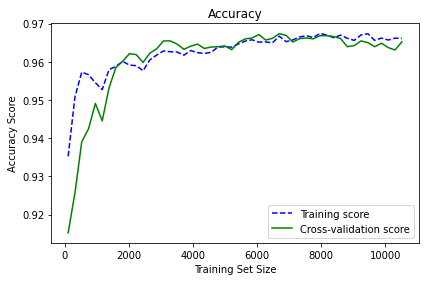 Accuracy
0.97
0.96
0.95
0.94
0.93
0.92
Accuracy Score
0 2000 4000 6000 8000 10000
Training Set Size
Training score
Cross-validation score